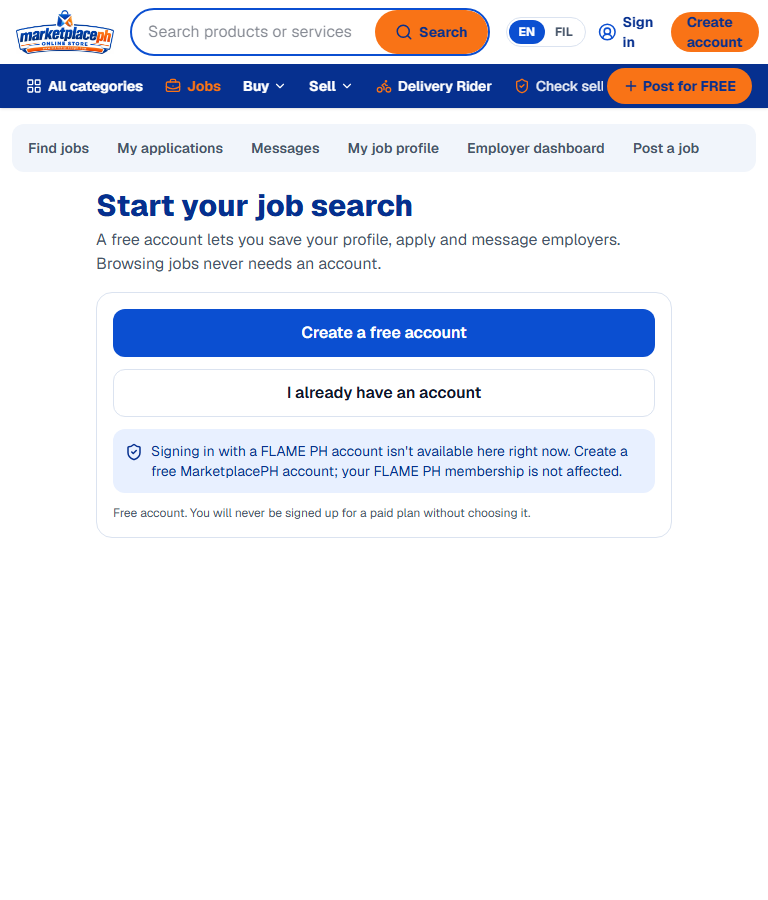 marketplaceph
ONLINE STORE
Search products or services
Search
EN
FIL
Sign
in
Create
account
All categories
Jobs
Buy
Sell
Delivery Rider
Check sell
Post for FREE
Find jobs
My applications
Messages
My job profile
Employer dashboard
Post a job
Start your job search
A free account lets you save your profile, apply and message employers.
Browsing jobs never needs an account.
Create a free account
I already have an account
Signing in with a FLAME PH account isn't available here right now. Create a
free MarketplacePH account; your FLAME PH membership is not affected.
Free account. You will never be signed up for a paid plan without choosing it.